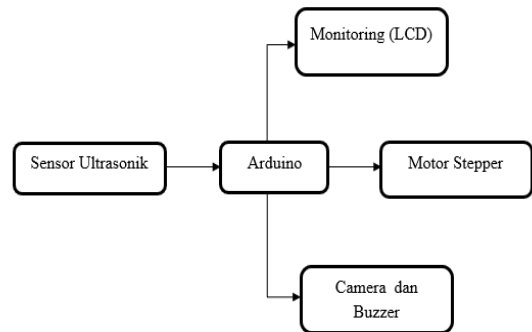 Monitoring (LCD)
Sensor Ultrasonik
Arduino
Motor Stepper
Camera dan
Buzzer